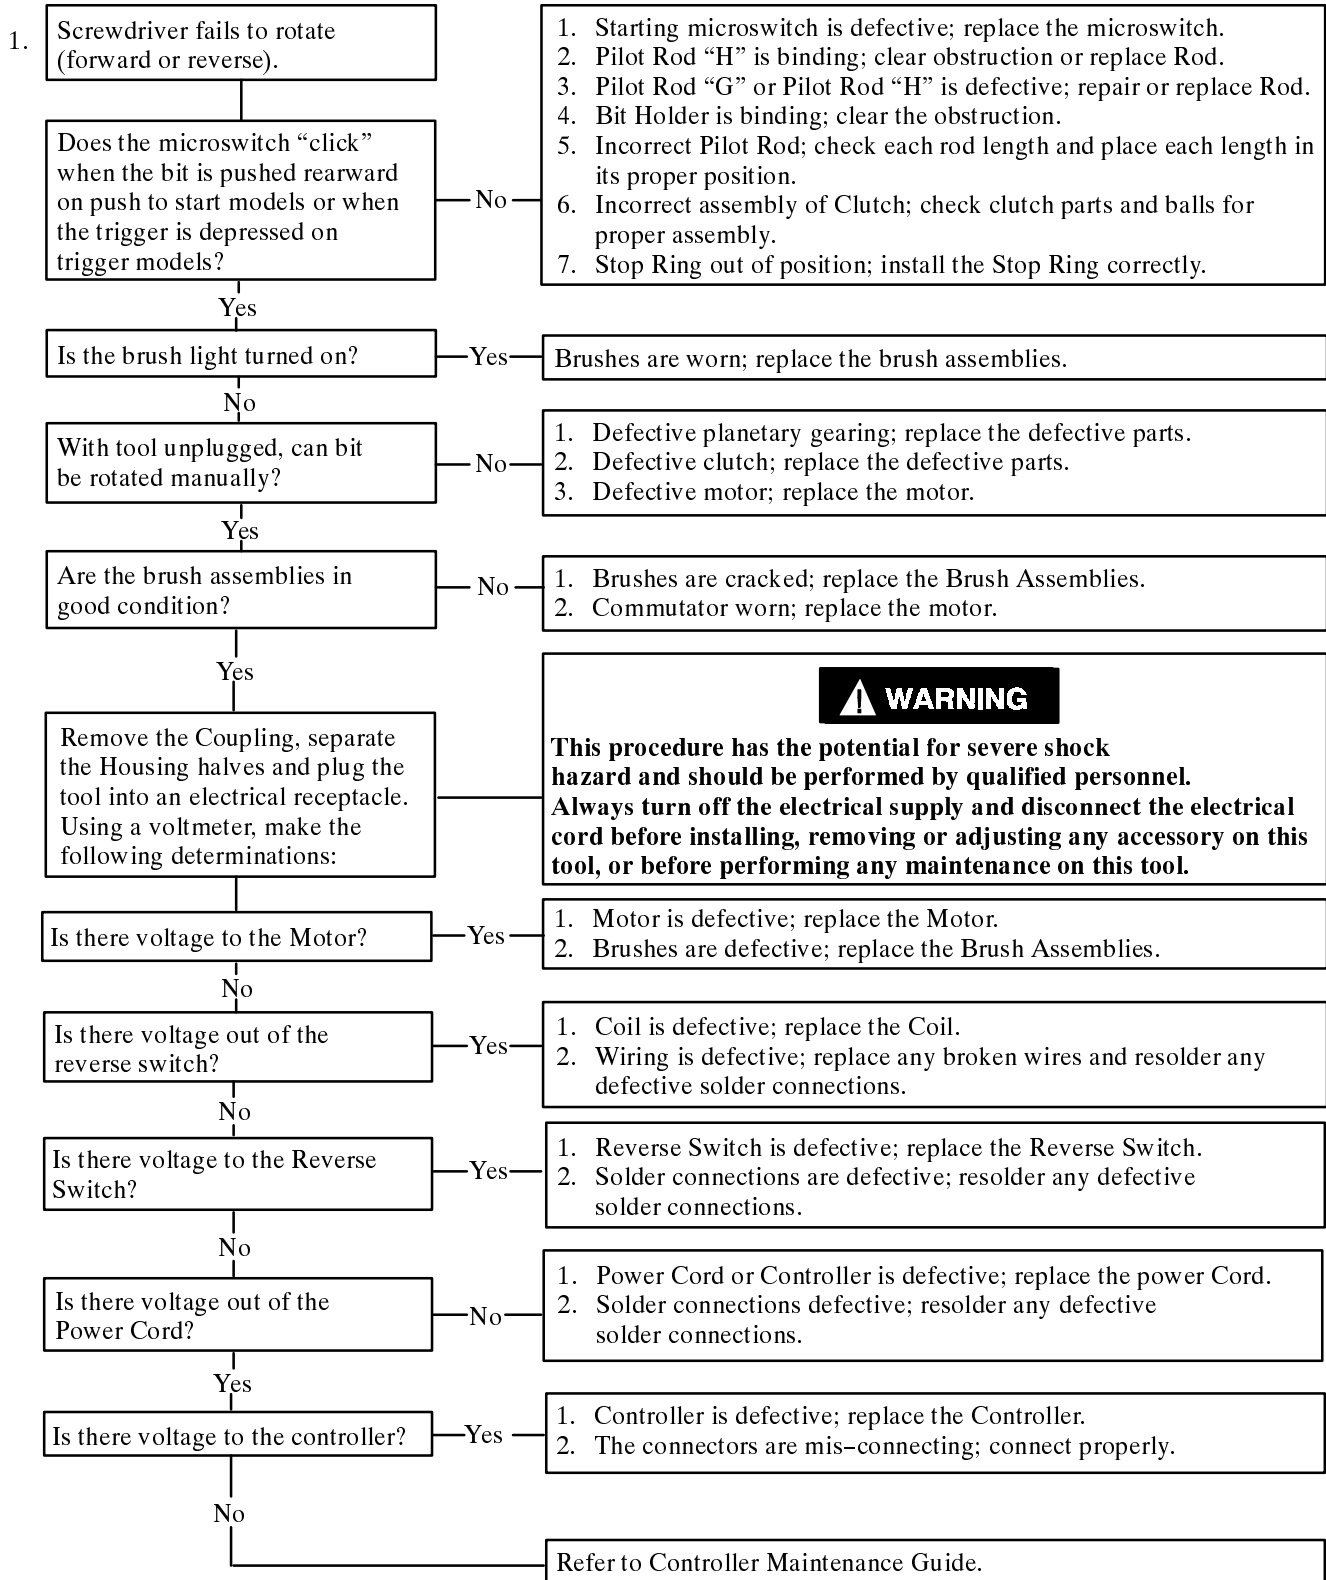 1.
Screwdriver fails to rotate
(forward or reverse).
Does the microswitch “click”
when the bit is pushed rearward
on push to start models or when
the trigger is depressed on
trigger models?
No
1. Starting microswitch is defective; replace the microswitch.
2. Pilot Rod “H” is binding; clear obstruction or replace Rod.
3. Pilot Rod “G” or Pilot Rod “H” is defective; repair or replace Rod.
4. Bit Holder is binding; clear the obstruction.
5. Incorrect Pilot Rod; check each rod length and place each length in
its proper position.
6. Incorrect assembly of Clutch; check clutch parts and balls for
proper assembly.
7. Stop Ring out of position; install the Stop Ring correctly.
Yes
Is the brush light turned on?
Yes
Brushes are worn; replace the brush assemblies.
No
With tool unplugged, can bit
be rotated manually?
No
1. Defective planetary gearing; replace the defective parts.
2. Defective clutch; replace the defective parts.
3. Defective motor; replace the motor.
Yes
Are the brush assemblies in
good condition?
No
1. Brushes are cracked; replace the Brush Assemblies.
2. Commutator worn; replace the motor.
Yes
Remove the Coupling, separate
the Housing halves and plug the
tool into an electrical receptacle.
Using a voltmeter, make the
following determinations:
WARNING
This procedure has the potential for severe shock
hazard and should be performed by qualified personnel.
Always turn off the electrical supply and disconnect the electrical
cord before installing, removing or adjusting any accessory on this
tool, or before performing any maintenance on this tool.
Is there voltage to the Motor?
Yes
1. Motor is defective; replace the Motor.
2. Brushes are defective; replace the Brush Assemblies.
No
Is there voltage out of the
reverse switch?
Yes
1. Coil is defective; replace the Coil.
2. Wiring is defective; replace any broken wires and resolder any
defective solder connections.
No
Is there voltage to the Reverse
Switch?
Yes
1. Reverse Switch is defective; replace the Reverse Switch.
2. Solder connections are defective; resolder any defective
solder connections.
No
Is there voltage out of the
Power Cord?
No
1. Power Cord or Controller is defective; replace the power Cord.
2. Solder connections defective; resolder any defective
solder connections.
Yes
Is there voltage to the controller?
Yes
1. Controller is defective; replace the Controller.
2. The connectors are mis–connecting; connect properly.
No
Refer to Controller Maintenance Guide.